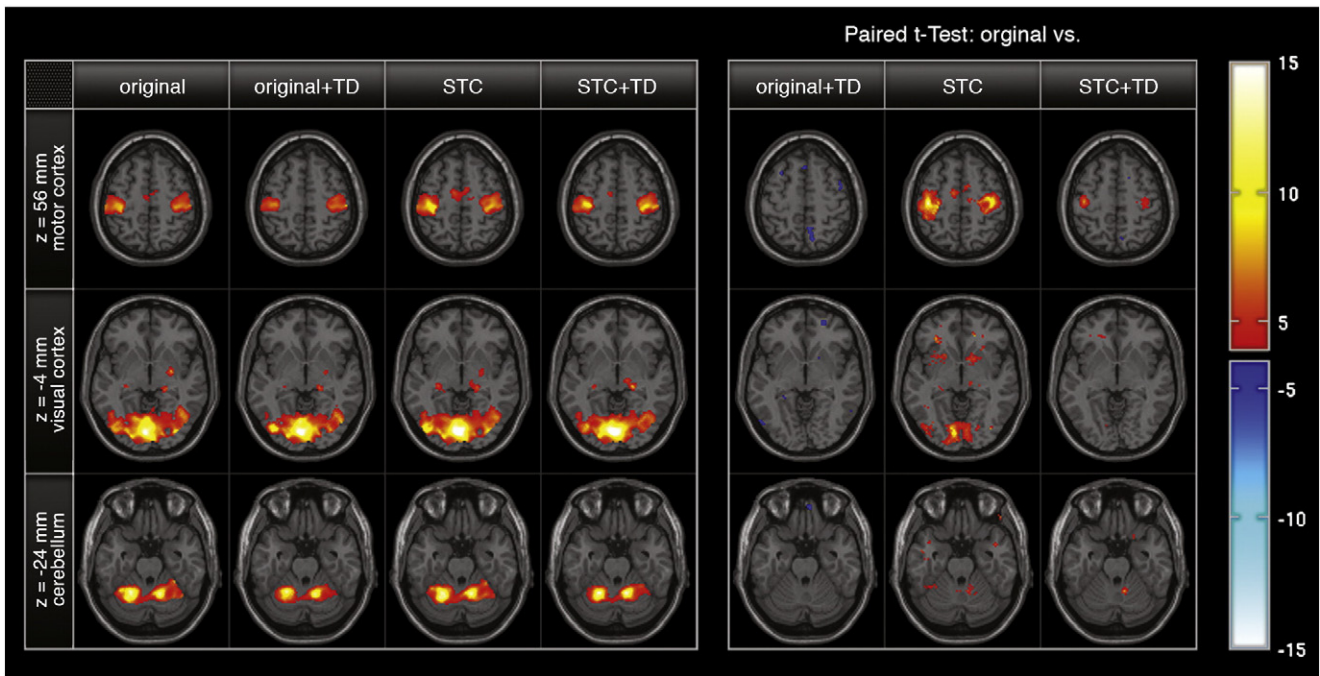 Paired t-Test: orginal vs.
original original+TD STC STC+TD original+TD STC STC+TD
z = 56 mm
motor cortex
z = -4 mm
visual cortex
z = -24 mm
cerebellum
15
10
5
-5
-10
-15